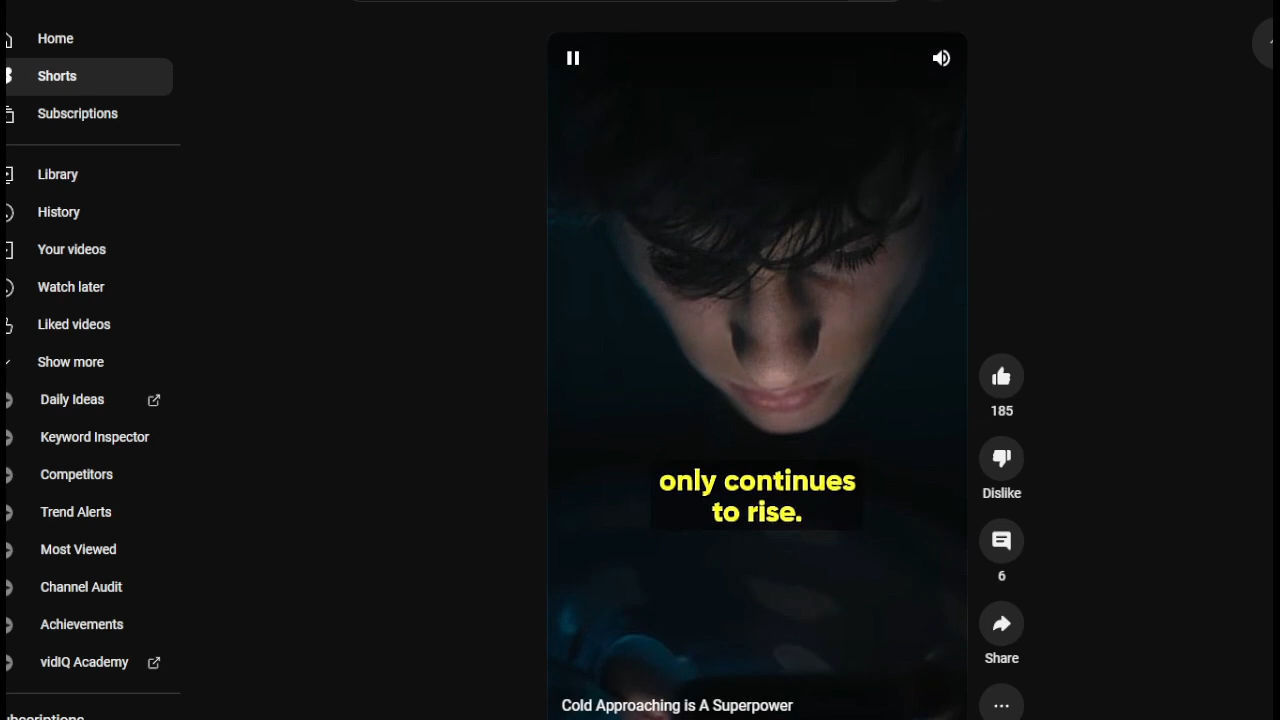 Home
Shorts
Subscriptions
Library
History
Your videos
Watch later
Liked videos
Show more
Daily Ideas
Keyword Inspector
Competitors
Trend Alerts
Most Viewed
Channel Audit
Achievements
vidIQ Academy
only continues
to rise.
Cold Approaching is A Superpower
185
Dislike
6
Share